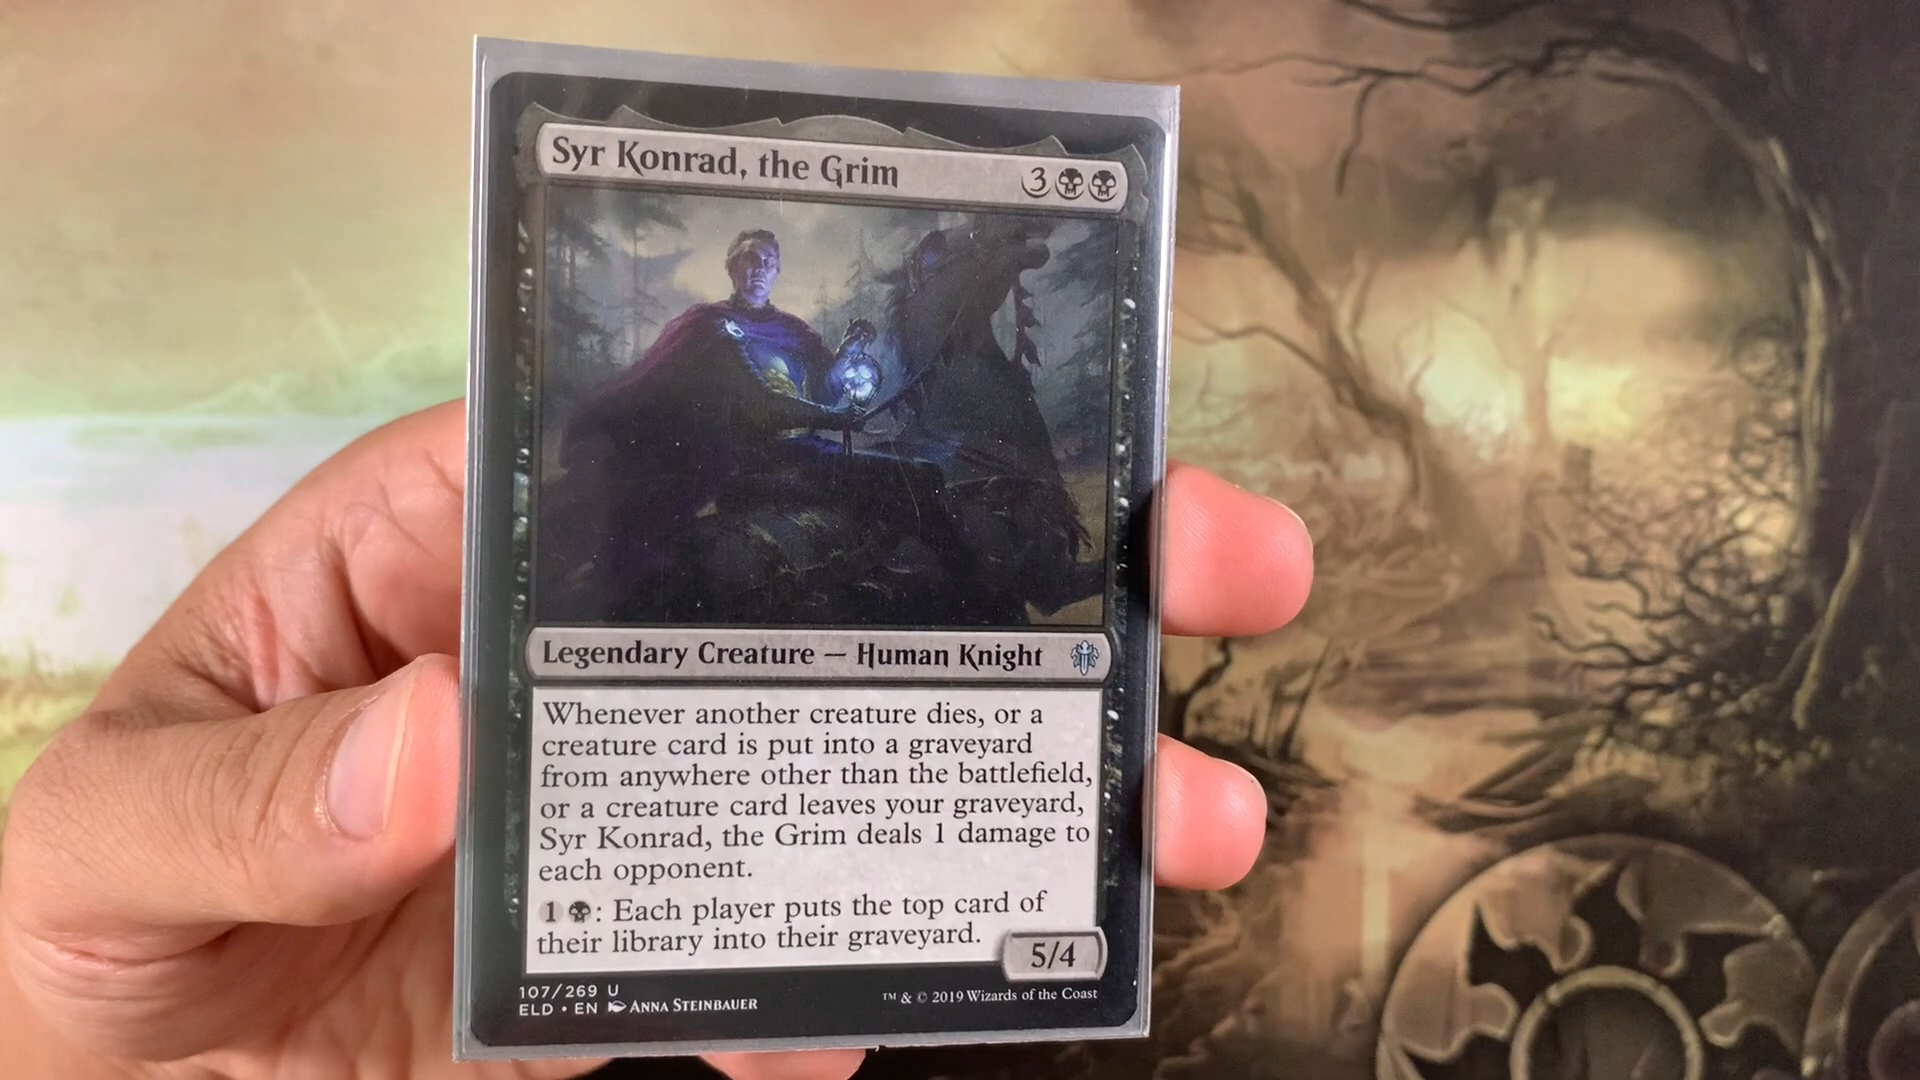 Syr Konrad, the Grim 3
Legendary Creature — Human Knight
Whenever another creature dies, or a
creature card is put into a graveyard
from anywhere other than the battlefield,
or a creature card leaves your graveyard,
Syr Konrad, the Grim deals 1 damage to
each opponent.
1 : Each player puts the top card of
their library into their graveyard.
5/4
107/269 U
ELD • EN ANNA STEINBAUER
™ & © 2019 Wizards of the Coast